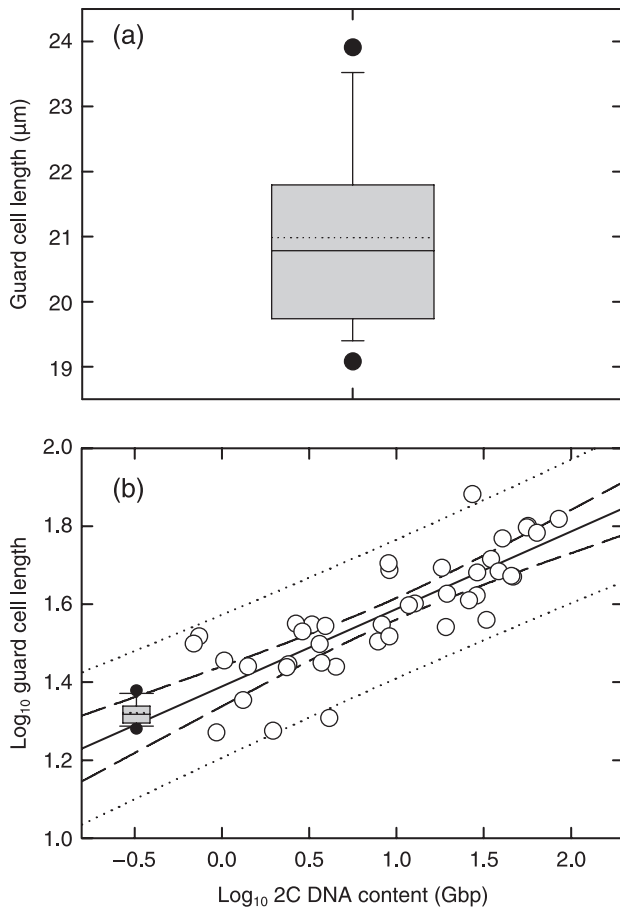 (a)
24
23
22
21
20
19
Guard cell length (µm)
(b)
2.0
1.8
1.6
1.4
1.2
1.0
Log₁₀ guard cell length
−0.5 0.0 0.5 1.0 1.5 2.0
Log₁₀ 2C DNA content (Gbp)